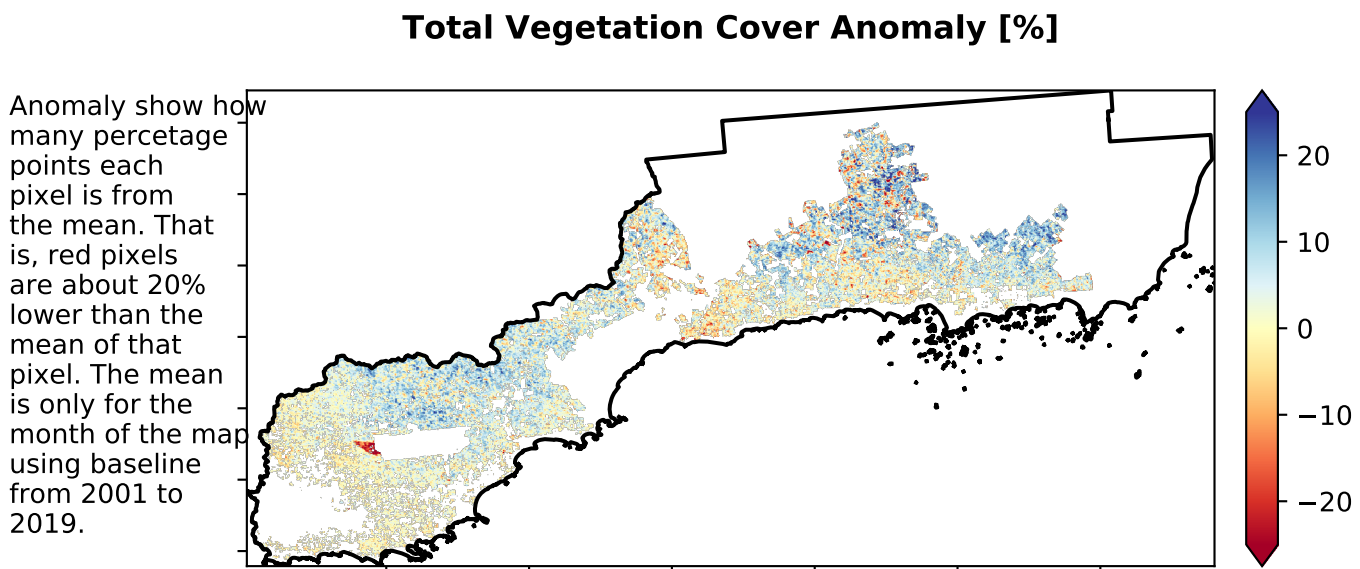 Total Vegetation Cover Anomaly [%]
Anomaly show how
many percetage
points each
pixel is from
the mean. That
is, red pixels
are about 20%
lower than the
mean of that
pixel. The mean
is only for the
month of the map
using baseline
from 2001 to
2019.
20
10
0
−10
−20